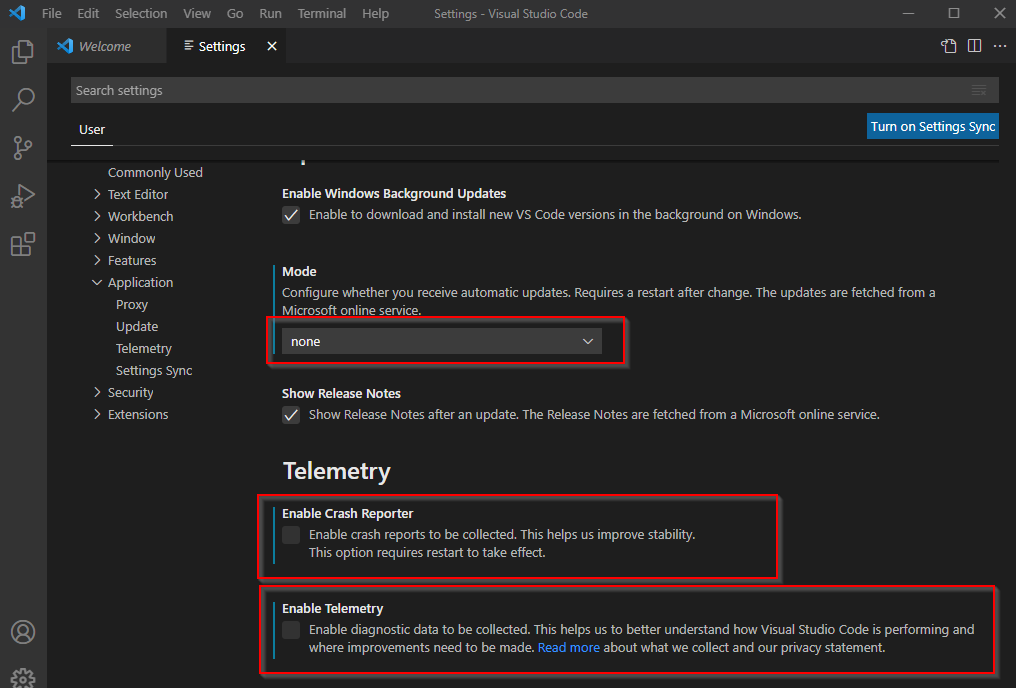 File Edit Selection View Go Run Terminal Help Settings - Visual Studio Code
Welcome Settings
Search settings
User
Turn on Settings Sync
Commonly Used
Text Editor
Workbench
Window
Features
Application
Proxy
Update
Telemetry
Settings Sync
Security
Extensions
Enable Windows Background Updates
Enable to download and install new VS Code versions in the background on Windows.
Mode
Configure whether you receive automatic updates. Requires a restart after change. The updates are fetched from a
Microsoft online service.
none
Show Release Notes
Show Release Notes after an update. The Release Notes are fetched from a Microsoft online service.
Telemetry
Enable Crash Reporter
Enable crash reports to be collected. This helps us improve stability.
This option requires restart to take effect.
Enable Telemetry
Enable diagnostic data to be collected. This helps us to better understand how Visual Studio Code is performing and
where improvements need to be made. Read more about what we collect and our privacy statement.